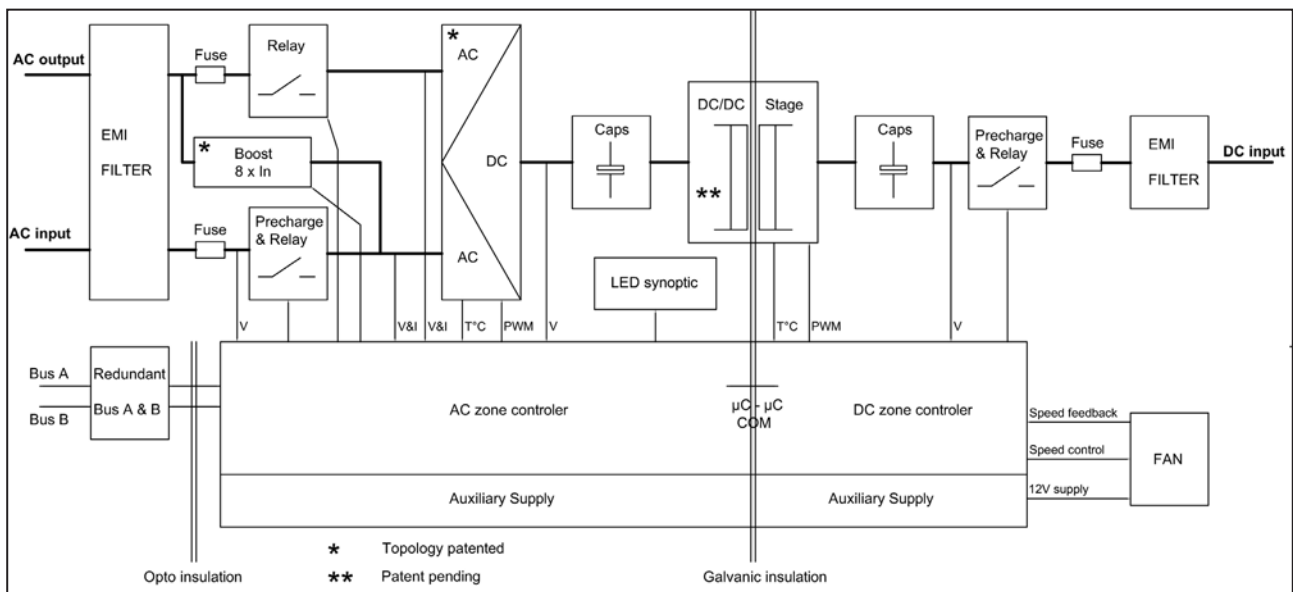 AC output
EMI
FILTER
AC input
Fuse
Relay
* Boost
8 x In
Fuse
Precharge
& Relay
*
AC
DC
AC
Caps
DC/DC Stage
**
Caps
Precharge
& Relay
Fuse
EMI
FILTER
DC input
LED synoptic
V
V&I
V&I
T°C
PWM
V
T°C
PWM
V
Bus A
Bus B
Redundant
Bus A & B
AC zone controler
µC - µC
COM
DC zone controler
Speed feedback
Speed control
12V supply
FAN
Auxiliary Supply
Auxiliary Supply
* Topology patented
** Patent pending
Opto insulation
Galvanic insulation